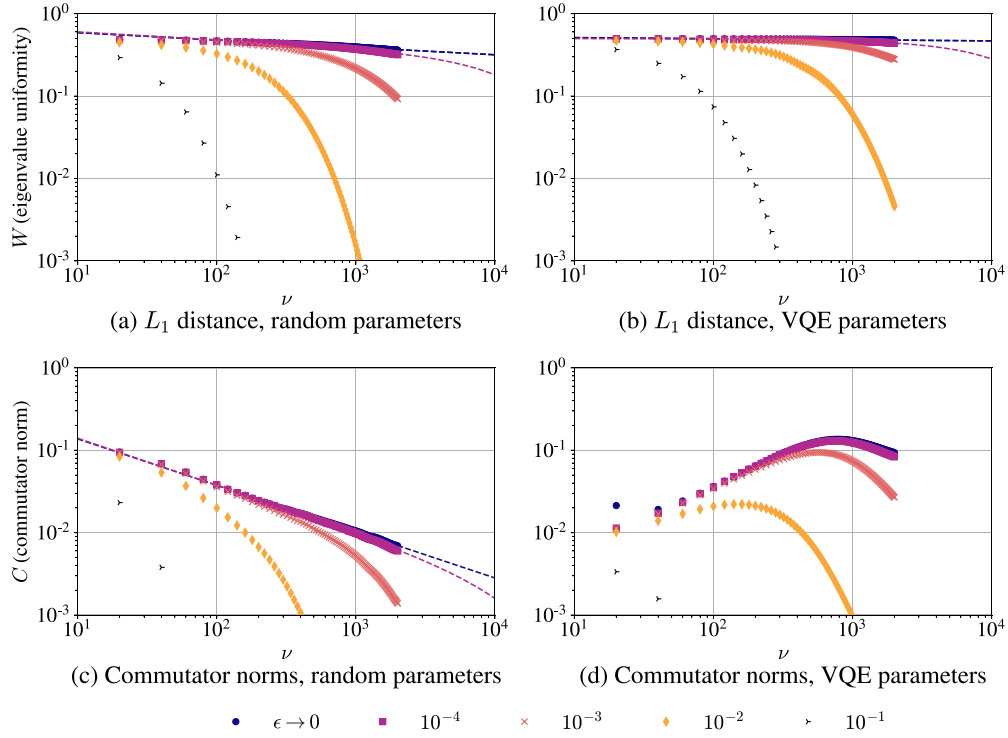 10^0 10^0
10^-1 10^-1
10^-2 10^-2
10^-3 10^-3
W (eigenvalue uniformity)
10^1 10^2 10^3 10^4 10^1 10^2 10^3 10^4
ν ν
(a) L_1 distance, random parameters (b) L_1 distance, VQE parameters
10^0 10^0
10^-1 10^-1
10^-2 10^-2
10^-3 10^-3
C (commutator norm)
10^1 10^2 10^3 10^4 10^1 10^2 10^3 10^4
ν ν
(c) Commutator norms, random parameters (d) Commutator norms, VQE parameters
ϵ → 0 10^-4 10^-3 10^-2 10^-1